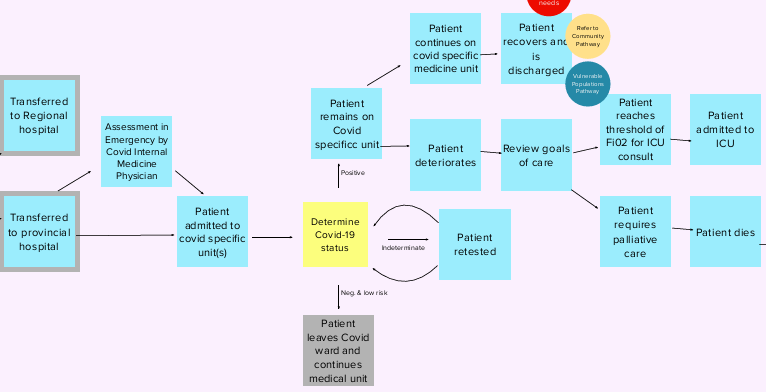 needs
Patient
continues on
covid specific
medicine unit
Patient
recovers and
is
discharged
Refer to
Community
Pathway
Vulnerable
Populations
Pathway
Transferred
to Regional
hospital
Assessment in
Emergency by
Covid Internal
Medicine
Physician
Patient
remains on
Covid
specificc unit
Patient
deteriorates
Review goals
of care
Patient
reaches
threshold of
Fi02 for ICU
consult
Patient
admitted to
ICU
Positive
Transferred
to provincial
hospital
Patient
admitted to
covid specific
unit(s)
Determine
Covid-19
status
Indeterminate
Patient
retested
Patient
requires
palliative
care
Patient dies
Neg. & low risk
Patient
leaves Covid
ward and
continues
medical unit